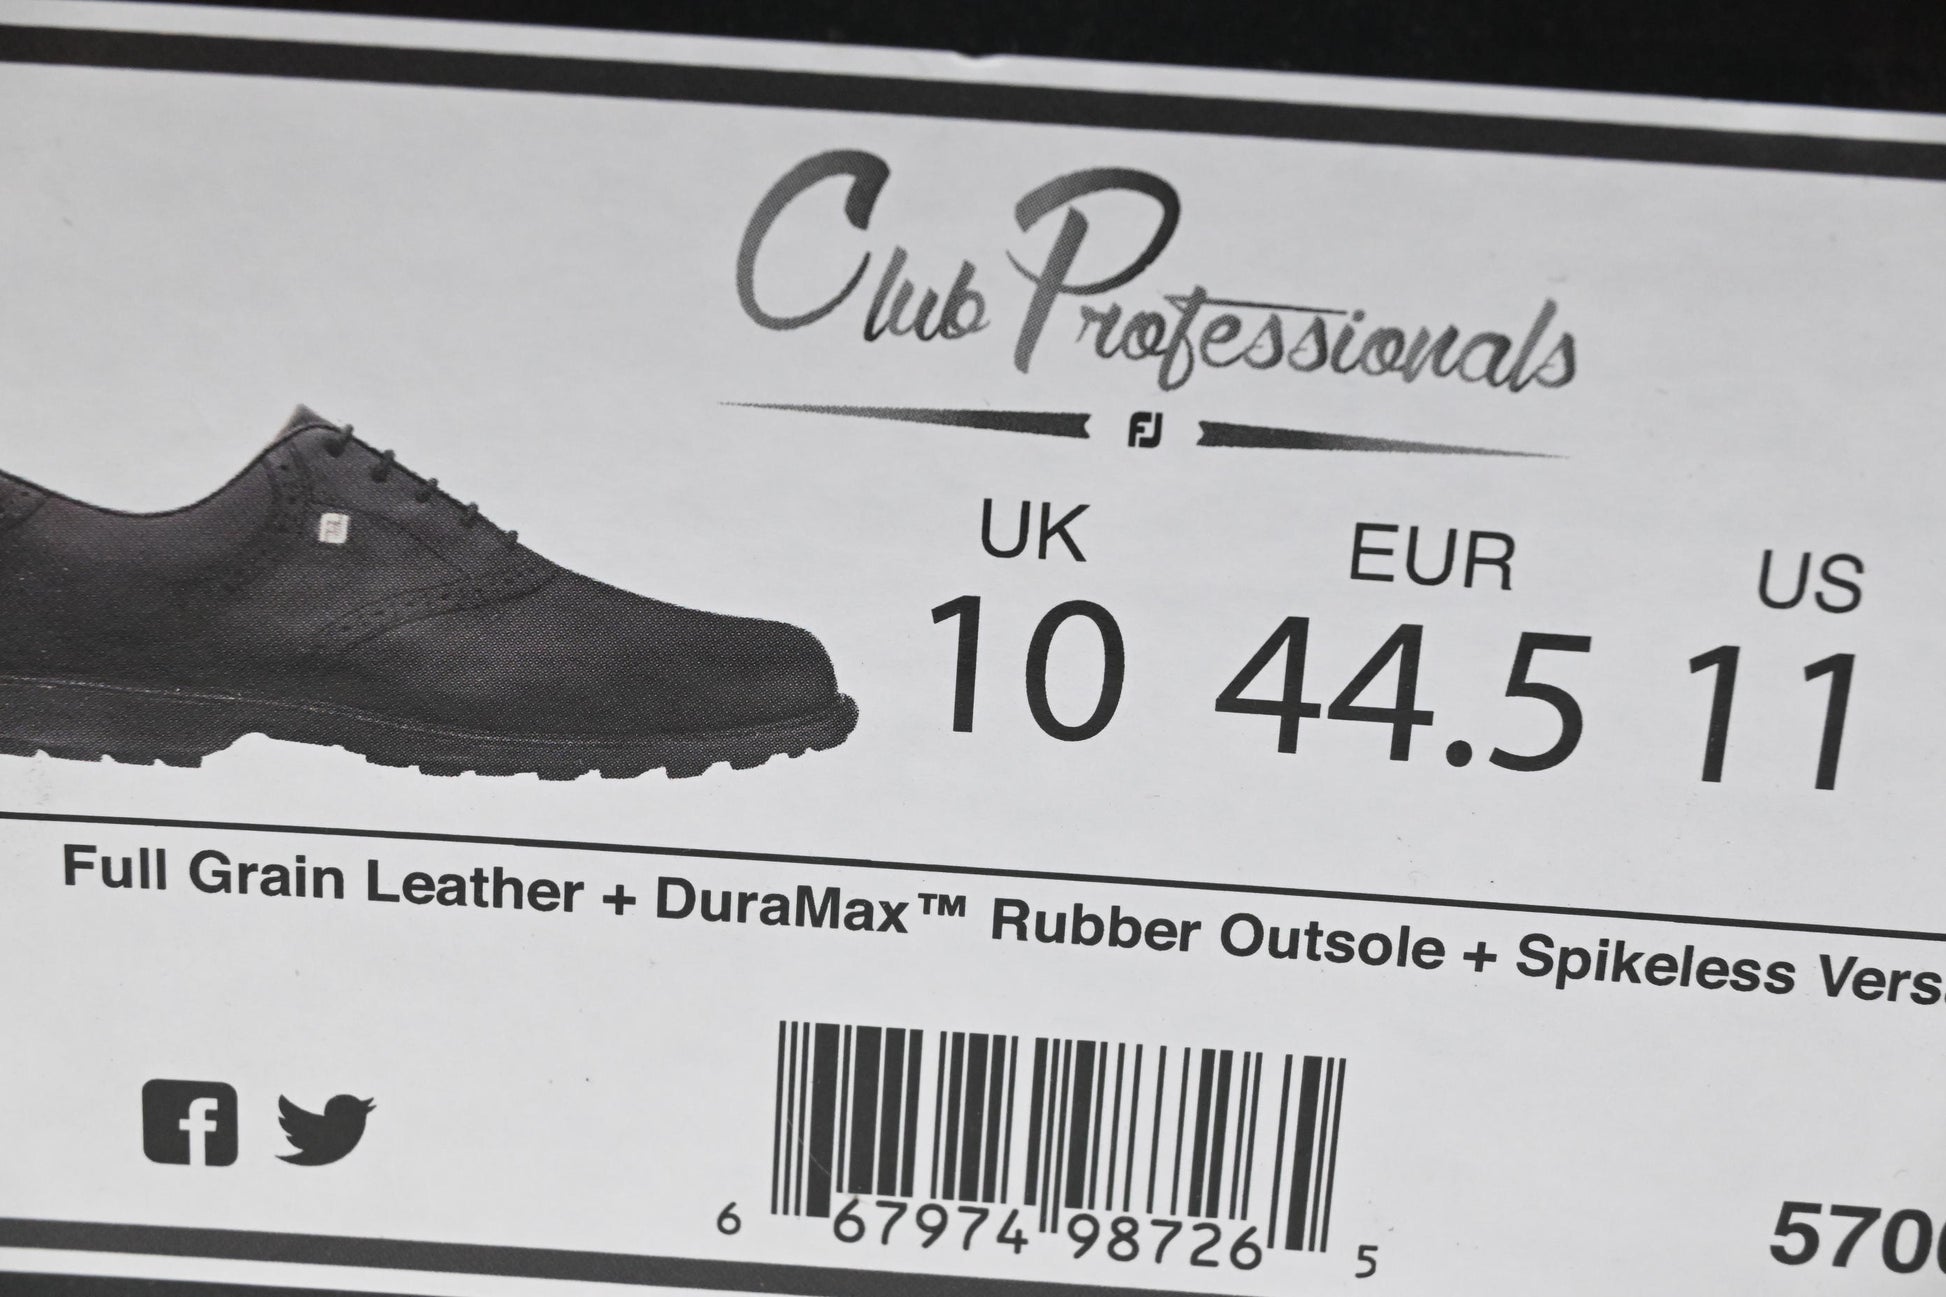 Club Professionals
FJ
UK EUR US
10 44.5 11
Full Grain Leather + DuraMax™ Rubber Outsole + Spikeless
6 67974 98726 5